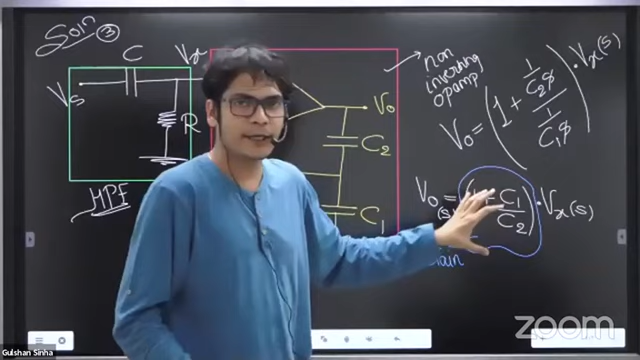 Soln ③
C
Vx
Vs
R
HPF
Vo
C2
C1
non
inverting
opamp
Vo = (1 + (1/C2s)/(1/C1s)) · Vx(s)
Vo(s) = C1/C2 · Vx(s)
Gulshan Sinha
zoom